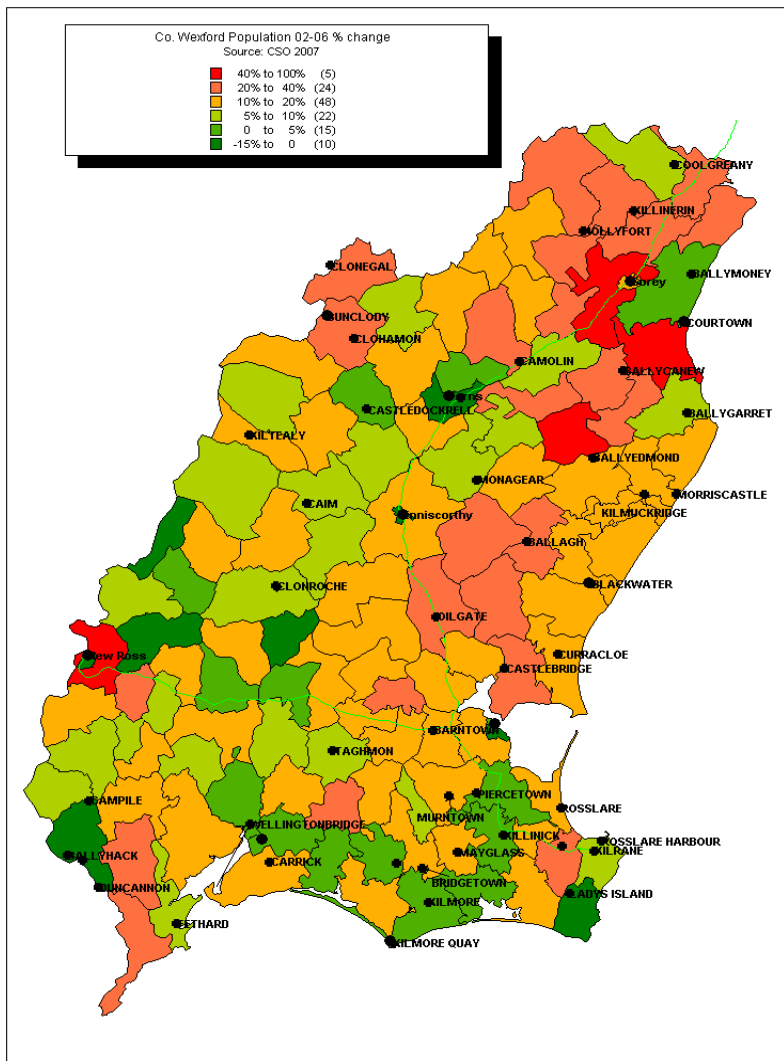 Co. Wexford Population 02-06 % change
Source: CSO 2007
40% to 100% (5)
20% to 40% (24)
10% to 20% (48)
5% to 10% (22)
0 to 5% (15)
-15% to 0 (10)
COOLGREANY
KILLINERIN
HOLLYFORT
CLONEGAL
BALLYMONEY
Gorey
BUNCLODY
COURTOWN
CLOHAMON
CAMOLIN
BALLYCANEW
Ferns
CASTLEDOCKRELL
BALLYGARRET
KILTEALY
BALLYEDMOND
MONAGEAR
MORRISCASTLE
CAIM
KILMUCKRIDGE
Enniscorthy
BALLAGH
CLONROCHE
BLACKWATER
OILGATE
New Ross
CURRACLOE
CASTLEBRIDGE
BARNTOWN
TAGHMON
PIERCETOWN
CAMPILE
ROSSLARE
MURNTOWN
WELLINGTONBRIDGE
KILLINICK
ROSSLARE HARBOUR
KILRANE
BALLYHACK
CARRICK
MAYGLASS
BRIDGETOWN
DUNCANNON
LADYS ISLAND
KILMORE
FETHARD
KILMORE QUAY